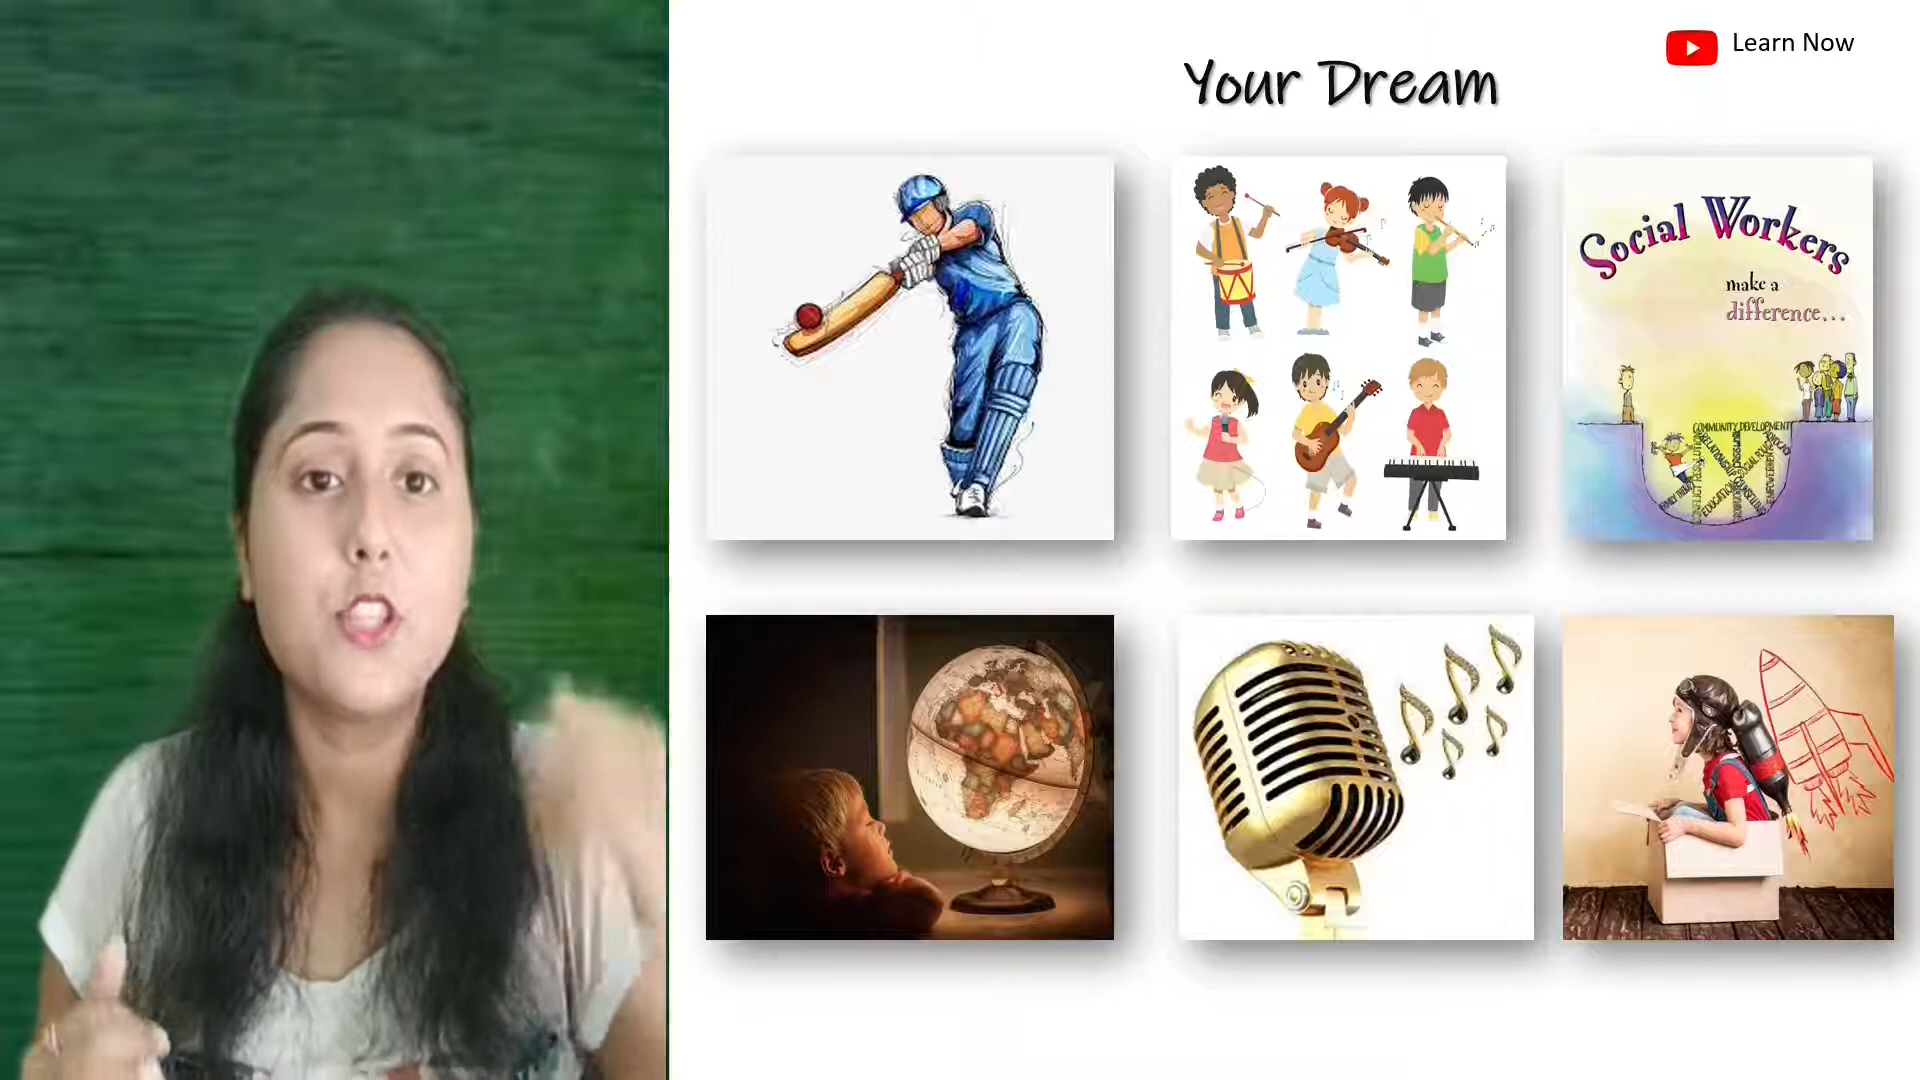 Learn Now
Your Dream
Social Workers
make a
difference...
COMMUNITY DEVELOPMENT
EDUCATION